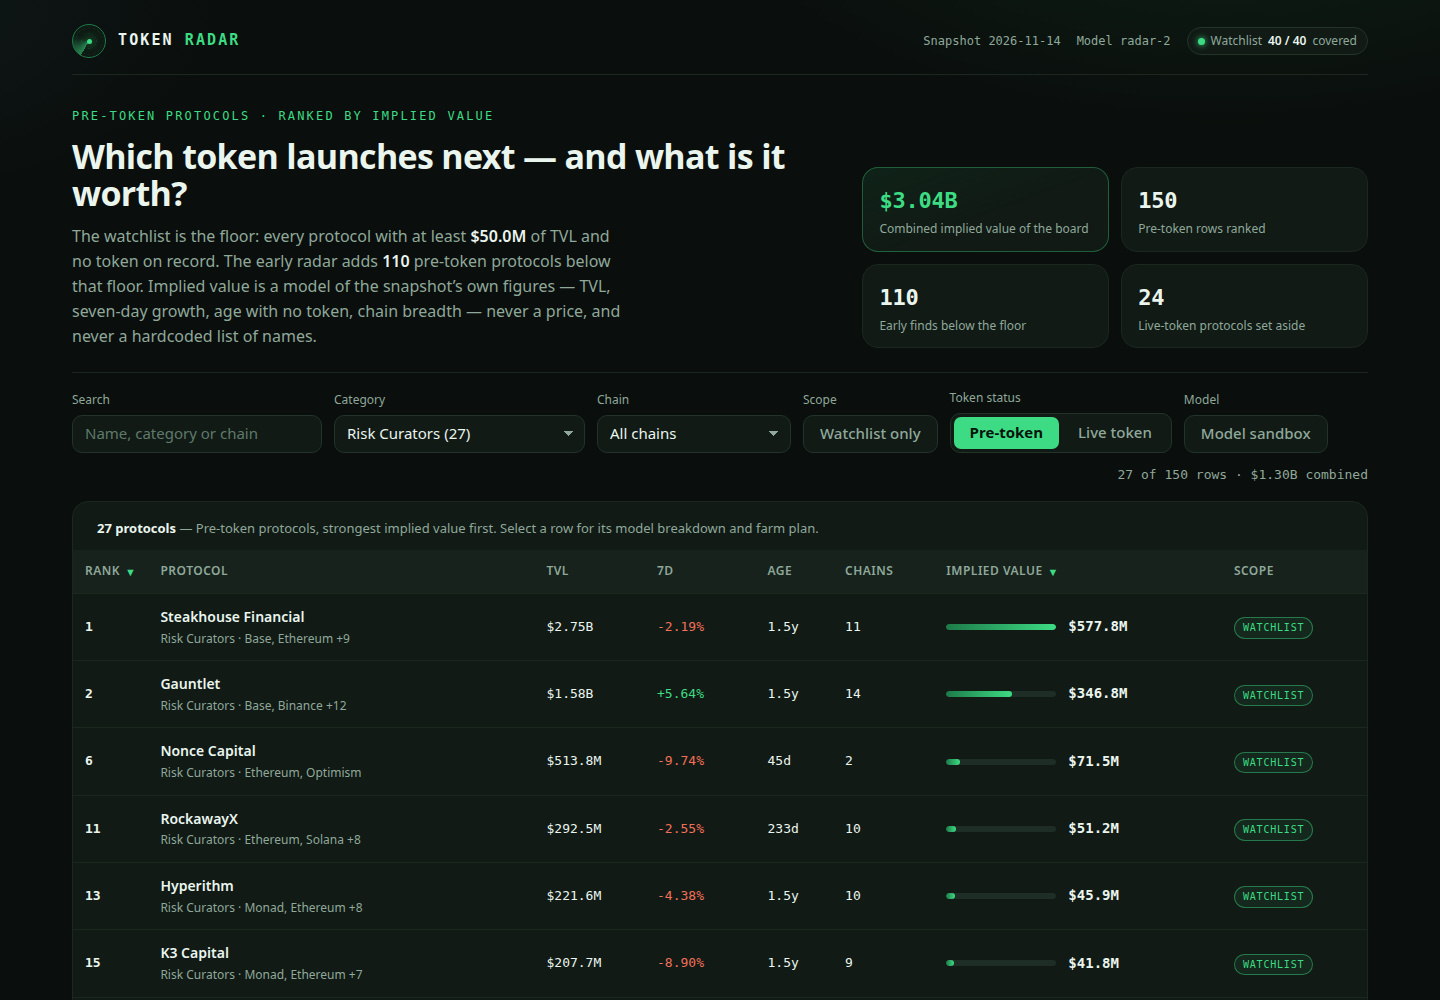 TOKEN RADAR
Snapshot 2026-11-14 Model radar-2 Watchlist 40 / 40 covered
PRE-TOKEN PROTOCOLS · RANKED BY IMPLIED VALUE
Which token launches next — and what is it
worth?
The watchlist is the floor: every protocol with at least $50.0M of TVL and
no token on record. The early radar adds 110 pre-token protocols below
that floor. Implied value is a model of the snapshot’s own figures — TVL,
seven-day growth, age with no token, chain breadth — never a price, and
never a hardcoded list of names.
$3.04B
Combined implied value of the board
150
Pre-token rows ranked
110
Early finds below the floor
24
Live-token protocols set aside
Search Category Chain Scope Token status Model
Name, category or chain Risk Curators (27) All chains Watchlist only Pre-token Live token Model sandbox
27 of 150 rows · $1.30B combined
27 protocols — Pre-token protocols, strongest implied value first. Select a row for its model breakdown and farm plan.
RANK ▼ PROTOCOL TVL 7D AGE CHAINS IMPLIED VALUE ▼ SCOPE
1 Steakhouse Financial $2.75B -2.19% 1.5y 11 $577.8M WATCHLIST
Risk Curators · Base, Ethereum +9
2 Gauntlet $1.58B +5.64% 1.5y 14 $346.8M WATCHLIST
Risk Curators · Base, Binance +12
6 Nonce Capital $513.8M -9.74% 45d 2 $71.5M WATCHLIST
Risk Curators · Ethereum, Optimism
11 RockawayX $292.5M -2.55% 233d 10 $51.2M WATCHLIST
Risk Curators · Ethereum, Solana +8
13 Hyperithm $221.6M -4.38% 1.5y 10 $45.9M WATCHLIST
Risk Curators · Monad, Ethereum +8
15 K3 Capital $207.7M -8.90% 1.5y 9 $41.8M WATCHLIST
Risk Curators · Monad, Ethereum +7